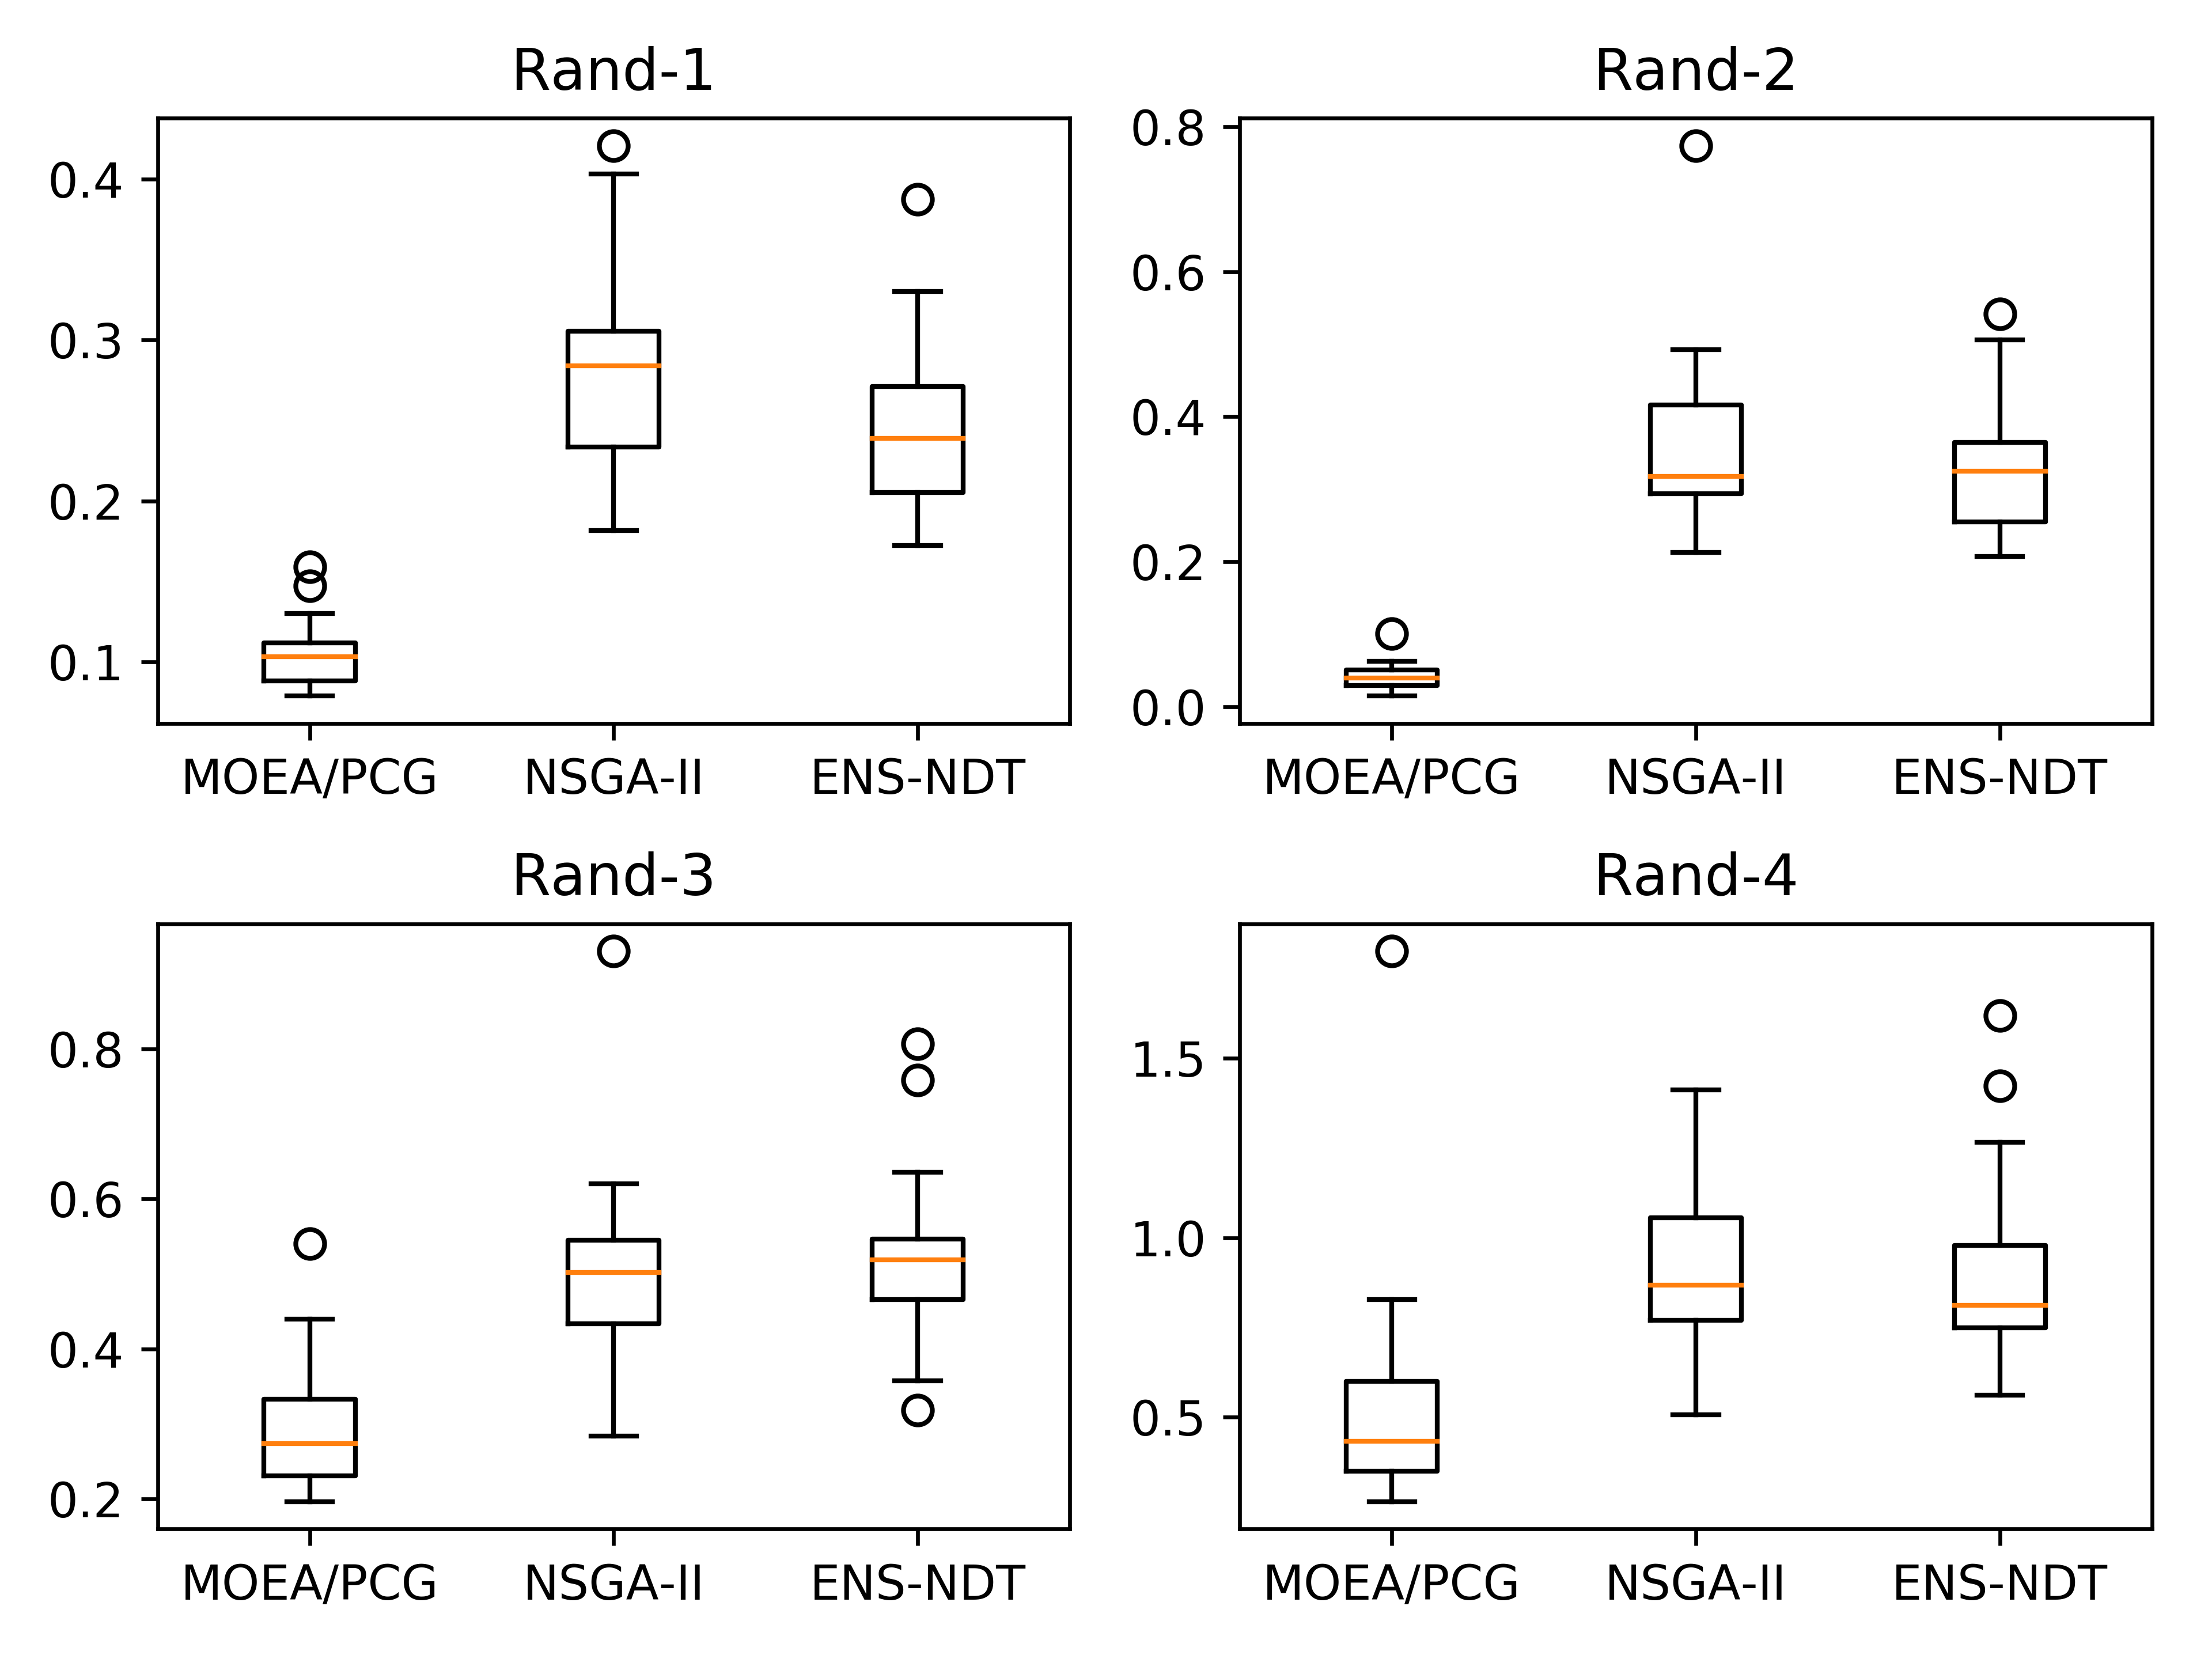 Rand-1
0.4
0.3
0.2
0.1
MOEA/PCG NSGA-II ENS-NDT
Rand-2
0.8
0.6
0.4
0.2
0.0
MOEA/PCG NSGA-II ENS-NDT
Rand-3
0.8
0.6
0.4
0.2
MOEA/PCG NSGA-II ENS-NDT
Rand-4
1.5
1.0
0.5
MOEA/PCG NSGA-II ENS-NDT